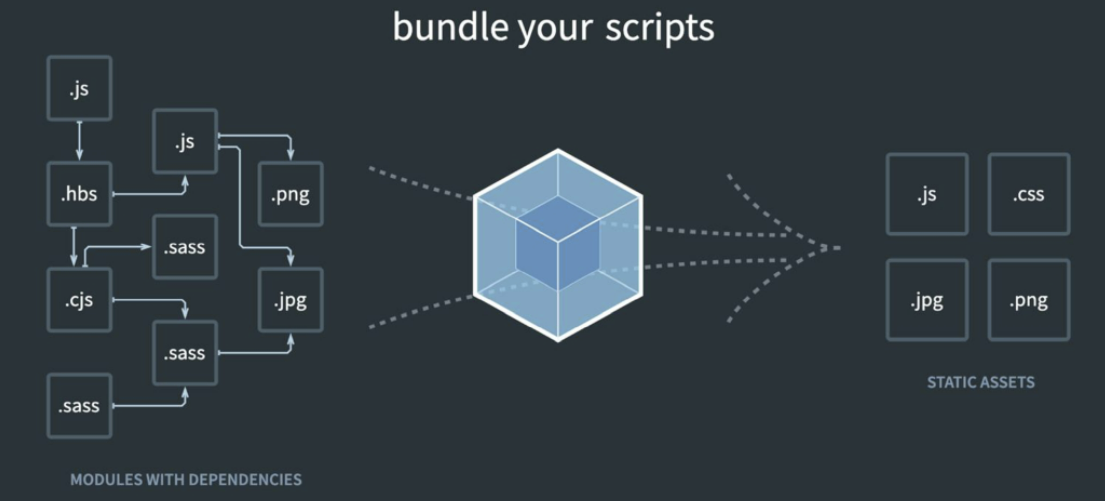 bundle your scripts
.js
.js
.hbs
.png
.sass
.cjs
.jpg
.sass
.sass
MODULES WITH DEPENDENCIES
.js
.css
.jpg
.png
STATIC ASSETS